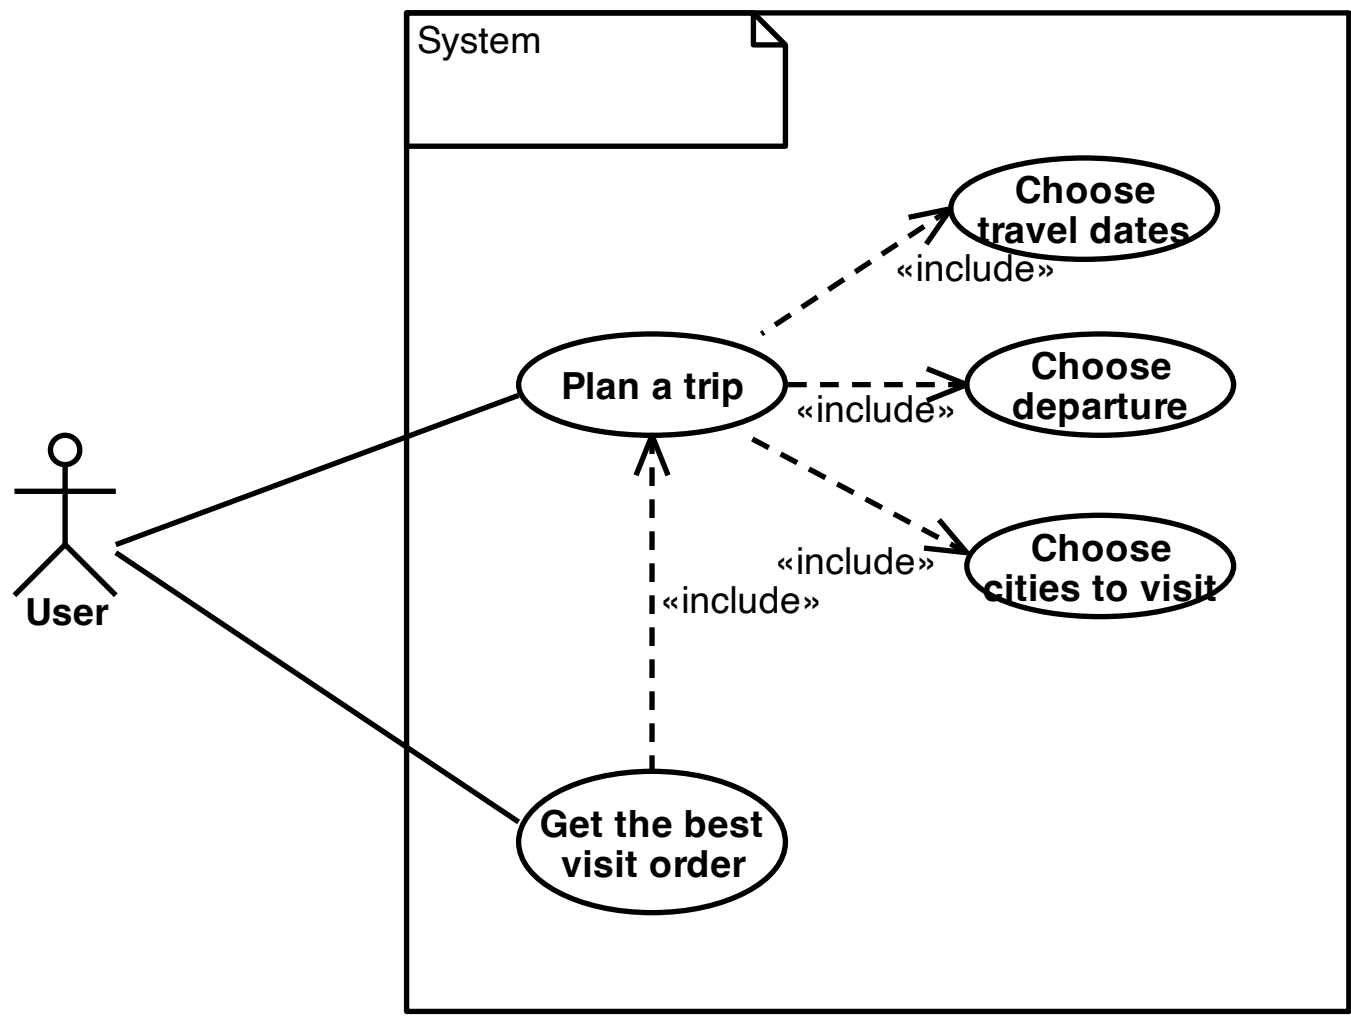 System
Choose
travel dates
«include»
Plan a trip
Choose
departure
«include»
Choose
cities to visit
«include»
«include»
User
Get the best
visit order